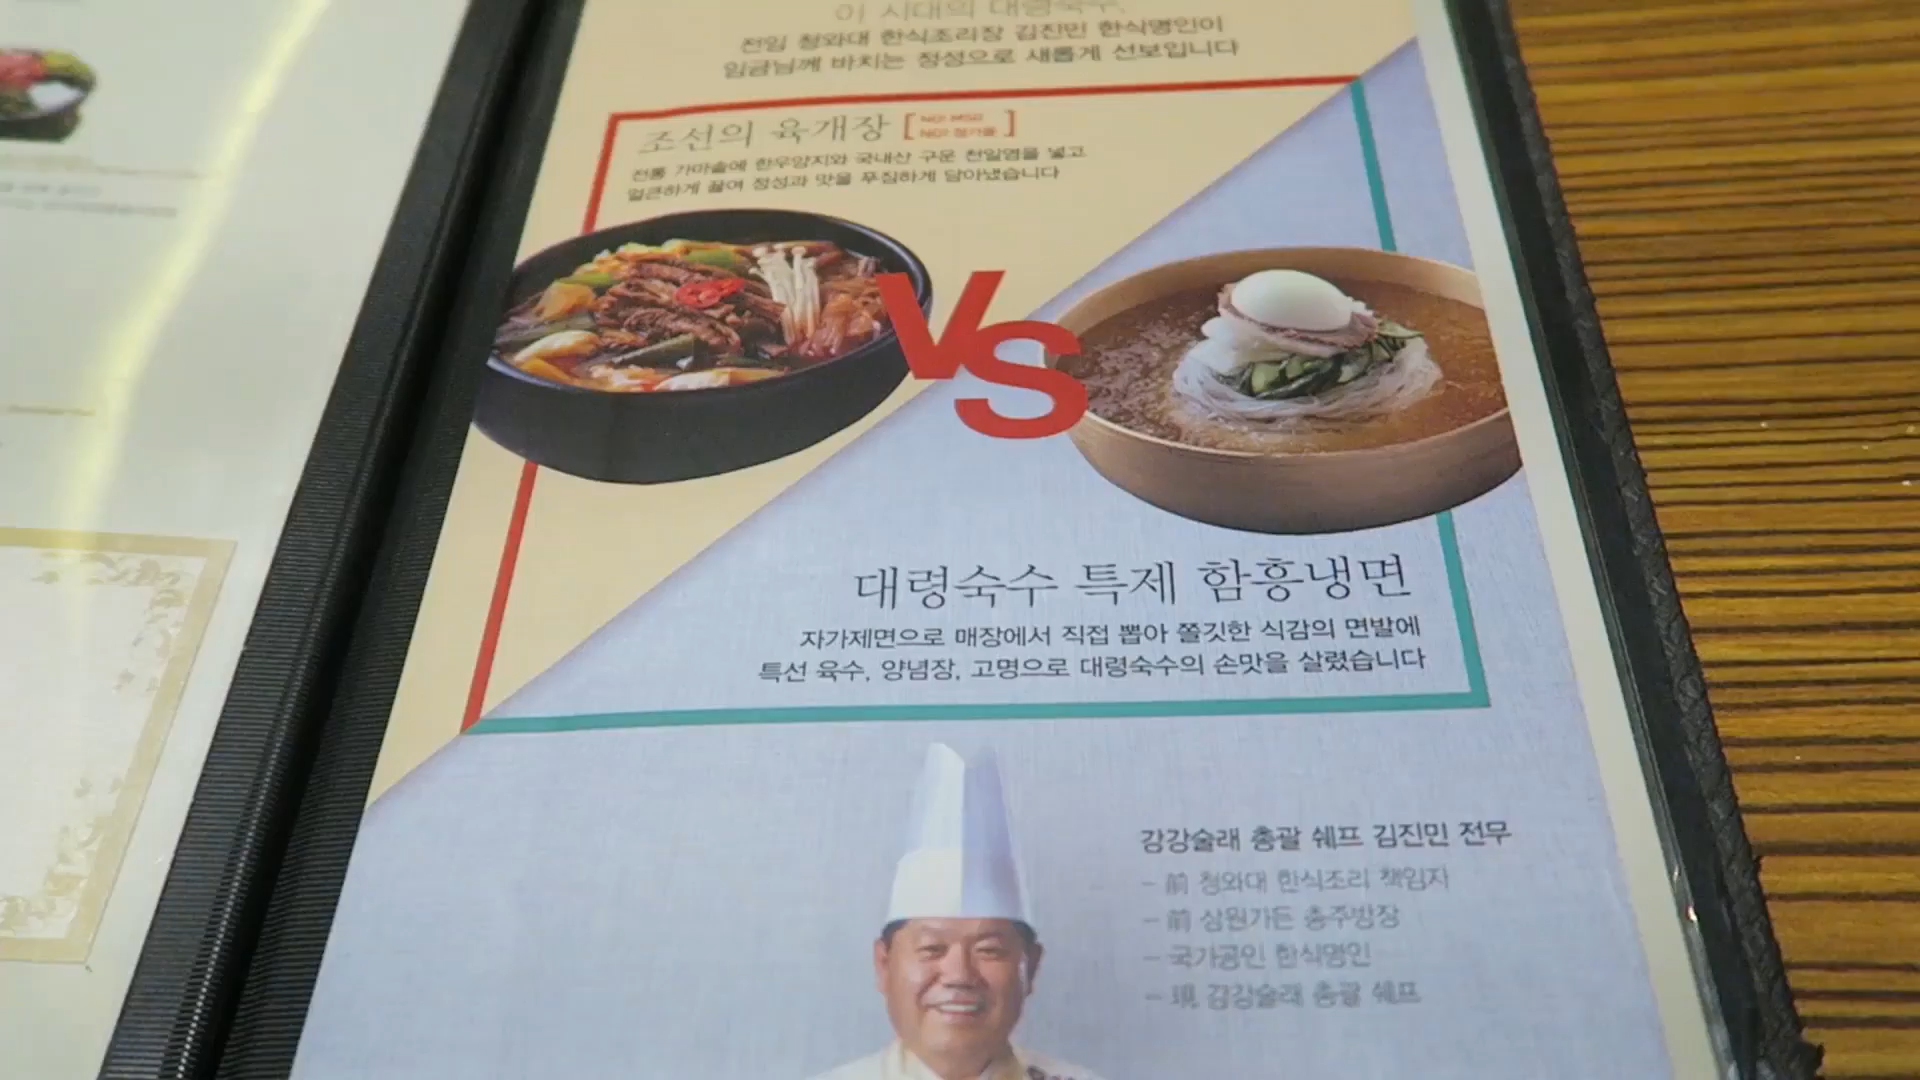 이 시대의 대령숙수,
전임 청와대 한식조리장 김진민 한식명인이
임금님께 바치는 정성으로 새롭게 선보입니다
조선의 육개장 [NO! MSG
NO! 첨가물]
전통 가마솥에 한우양지와 국내산 구운 천일염을 넣고
얼큰하게 끓여 정성과 맛을 푸짐하게 담아냈습니다
VS
대령숙수 특제 함흥냉면
자가제면으로 매장에서 직접 뽑아 쫄깃한 식감의 면발에
특선 육수, 양념장, 고명으로 대령숙수의 손맛을 살렸습니다
강강술래 총괄 쉐프 김진민 전무
- 前 청와대 한식조리 책임자
- 前 삼원가든 총주방장
- 국가공인 한식명인
- 現 강강술래 총괄 쉐프